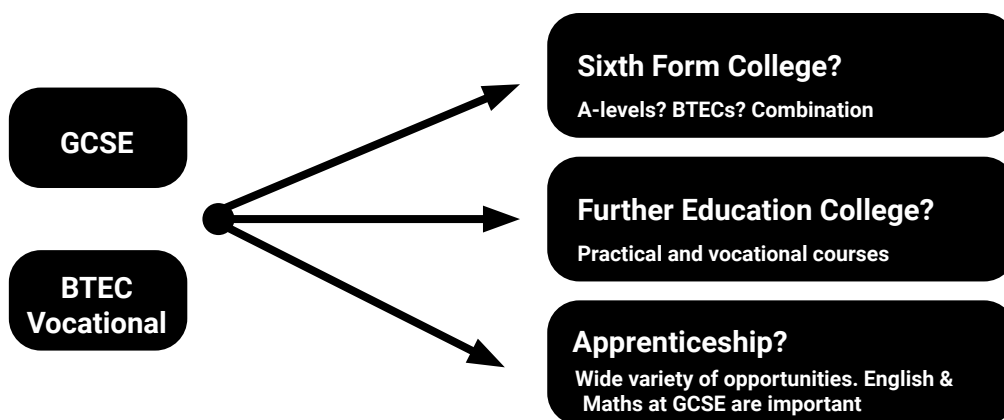 GCSE
BTEC
Vocational
Sixth Form College?
A-levels? BTECs? Combination
Further Education College?
Practical and vocational courses
Apprenticeship?
Wide variety of opportunities. English &
Maths at GCSE are important